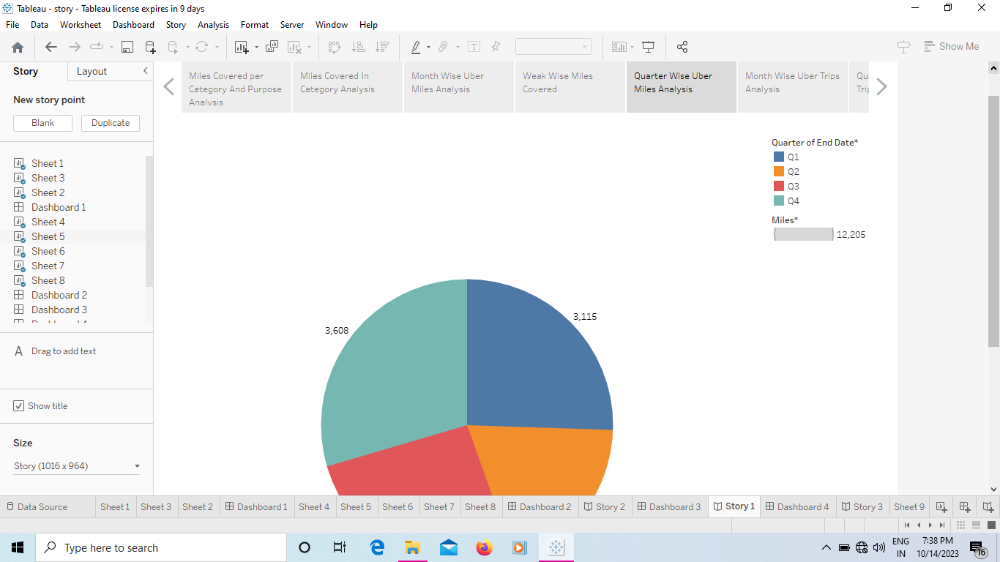 Tableau - story - Tableau license expires in 9 days
File Data Worksheet Dashboard Story Analysis Format Server Window Help
Show Me
Story Layout
New story point
Blank Duplicate
Sheet 1
Sheet 3
Sheet 2
Dashboard 1
Sheet 4
Sheet 5
Sheet 6
Sheet 7
Sheet 8
Dashboard 2
Dashboard 3
A Drag to add text
Show title
Size
Story (1016 x 964)
Miles Covered per
Category And Purpose
Analysis
Miles Covered In
Category Analysis
Month Wise Uber
Miles Analysis
Weak Wise Miles
Covered
Quarter Wise Uber
Miles Analysis
Month Wise Uber Trips
Analysis
Qu
Trip
Quarter of End Date*
Q1
Q2
Q3
Q4
Miles*
12,205
3,115
3,608
Data Source Sheet 1 Sheet 3 Sheet 2 Dashboard 1 Sheet 4 Sheet 5 Sheet 6 Sheet 7 Sheet 8 Dashboard 2 Story 2 Dashboard 3 Story 1 Dashboard 4 Story 3 Sheet 9
Type here to search
ENG
IN
7:38 PM
10/14/2023
16